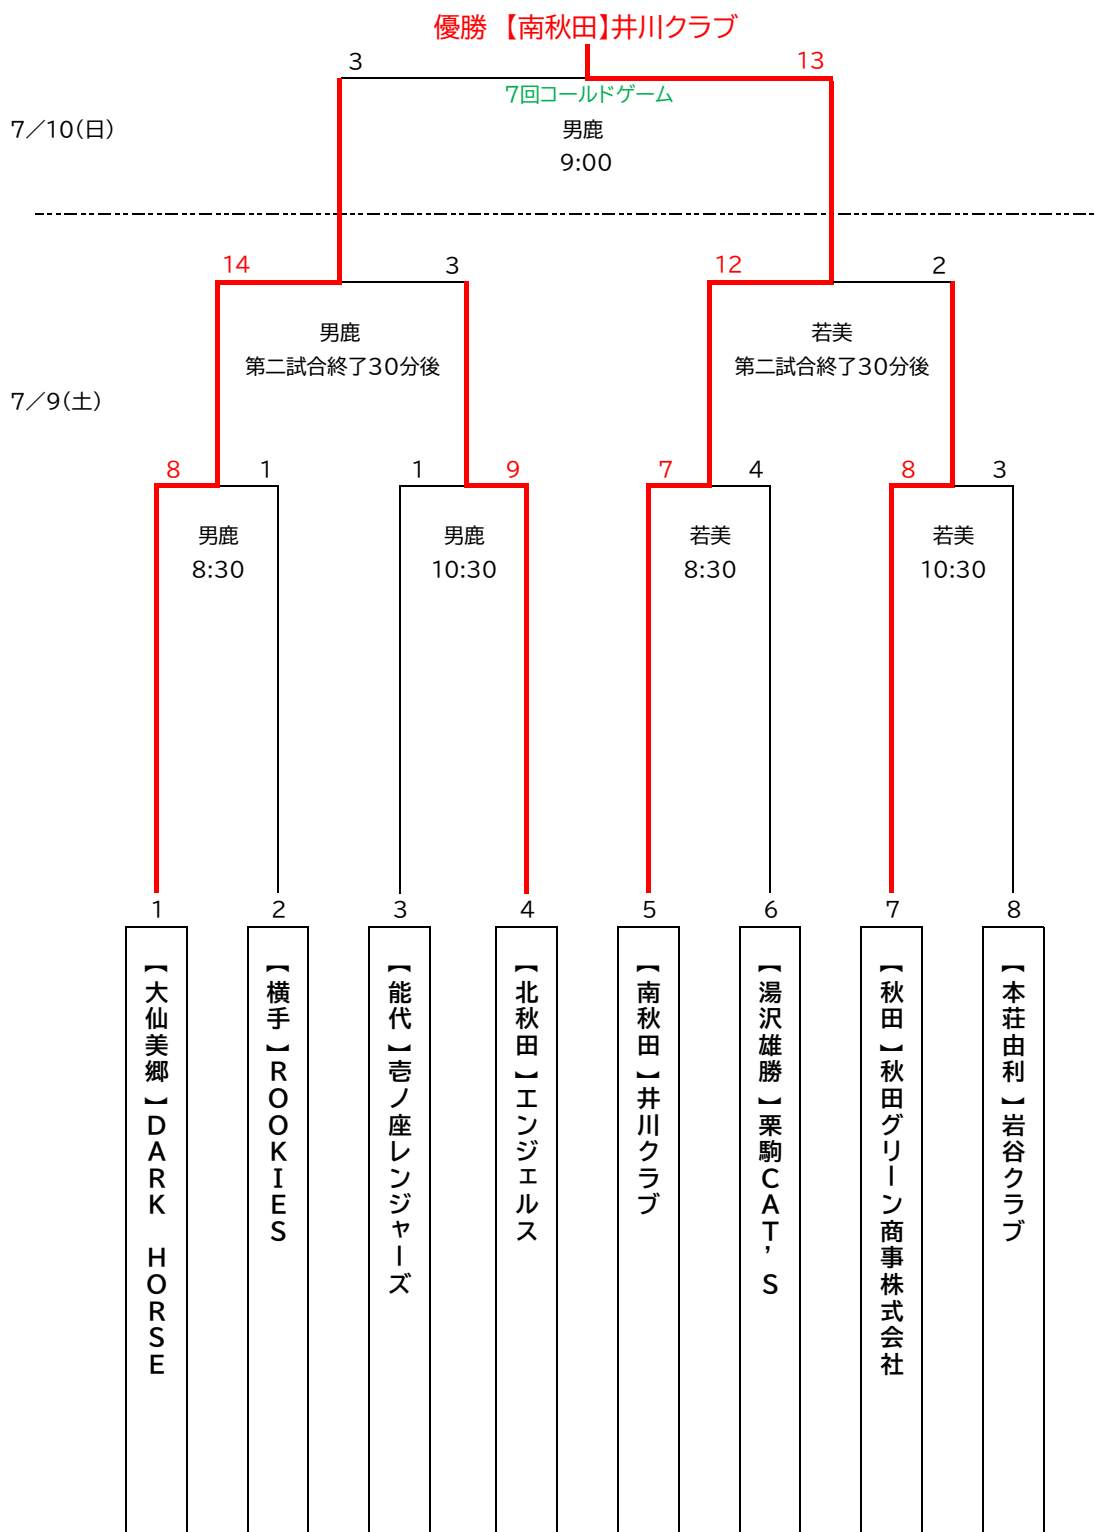 優勝 【南秋田】井川クラブ
3
13
7回コールドゲーム
7／10(日)
男鹿
9:00
14
3
12
2
男鹿
第二試合終了30分後
若美
第二試合終了30分後
7／9(土)
8
1
1
9
7
4
8
3
男鹿
8:30
男鹿
10:30
若美
8:30
若美
10:30
1
2
3
4
5
6
7
8
【大仙美郷】DARK　HORSE
【横手】ROOKIES
【能代】壱ノ座レンジャーズ
【北秋田】エンジェルス
【南秋田】井川クラブ
【湯沢雄勝】栗駒CAT’S
【秋田】秋田グリーン商事株式会社
【本荘由利】岩谷クラブ